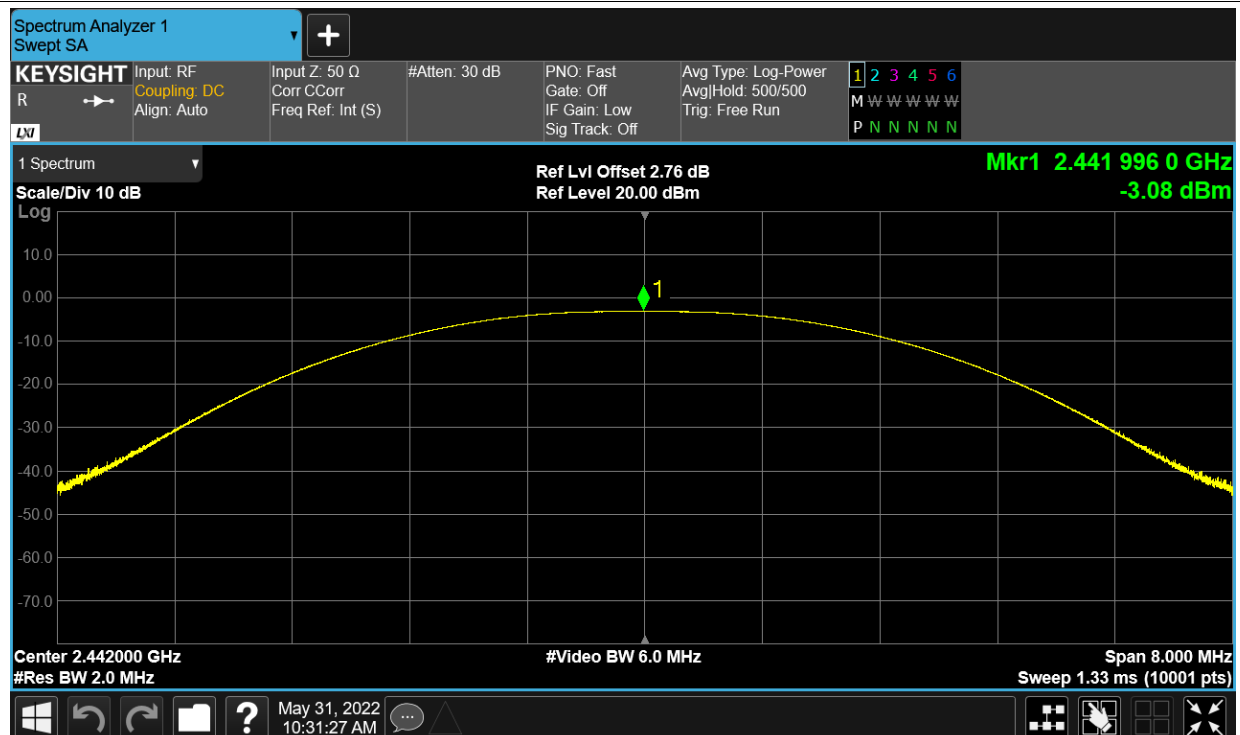 Spectrum Analyzer 1
Swept SA
KEYSIGHT
R
LXI
Input: RF
Coupling: DC
Align: Auto
Input Z: 50 Ω
Corr CCorr
Freq Ref: Int (S)
#Atten: 30 dB
PNO: Fast
Gate: Off
IF Gain: Low
Sig Track: Off
Avg Type: Log-Power
Avg|Hold: 500/500
Trig: Free Run
1 2 3 4 5 6
M W W W W W
P N N N N N
1 Spectrum
Scale/Div 10 dB
Log
Ref Lvl Offset 2.76 dB
Ref Level 20.00 dBm
Mkr1 2.441 996 0 GHz
-3.08 dBm
1
10.0
0.00
-10.0
-20.0
-30.0
-40.0
-50.0
-60.0
-70.0
Center 2.442000 GHz
#Res BW 2.0 MHz
#Video BW 6.0 MHz
Span 8.000 MHz
Sweep 1.33 ms (10001 pts)
?
May 31, 2022
10:31:27 AM